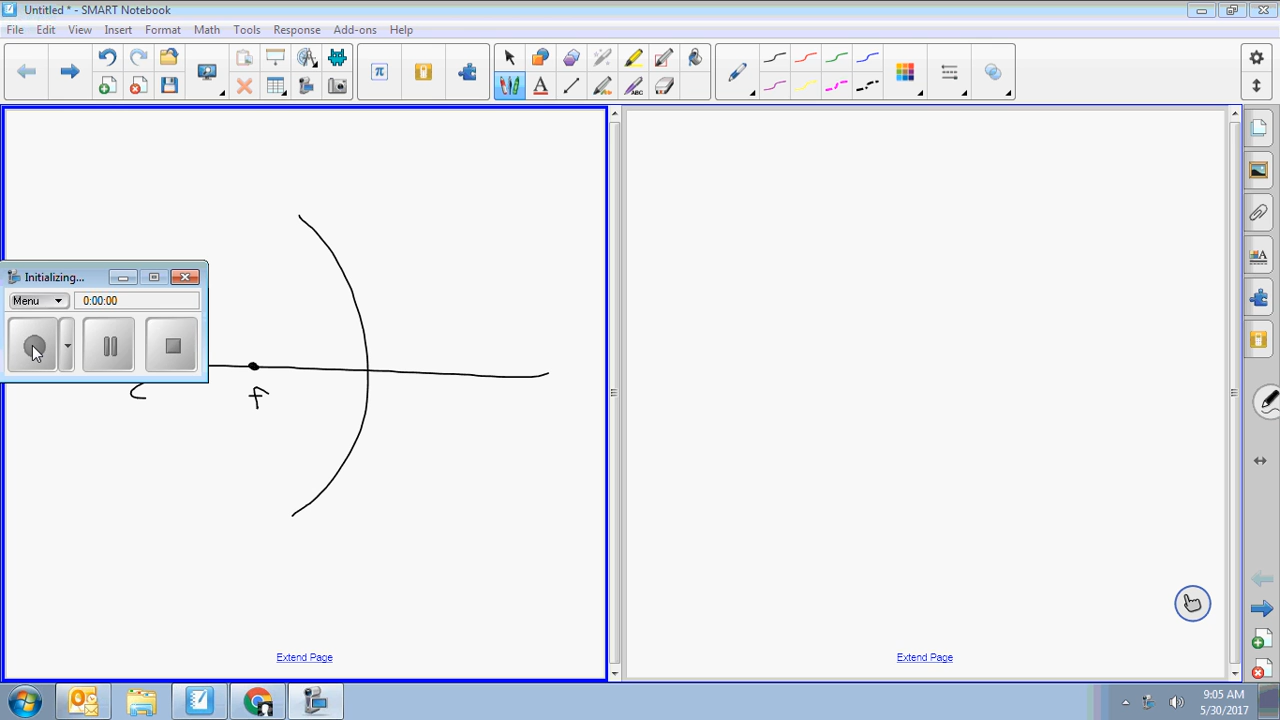 Untitled * - SMART Notebook
File Edit View Insert Format Math Tools Response Add-ons Help
π
A
ABC
Initializing...
Menu 0:00:00
C F
Extend Page Extend Page
9:05 AM
5/30/2017